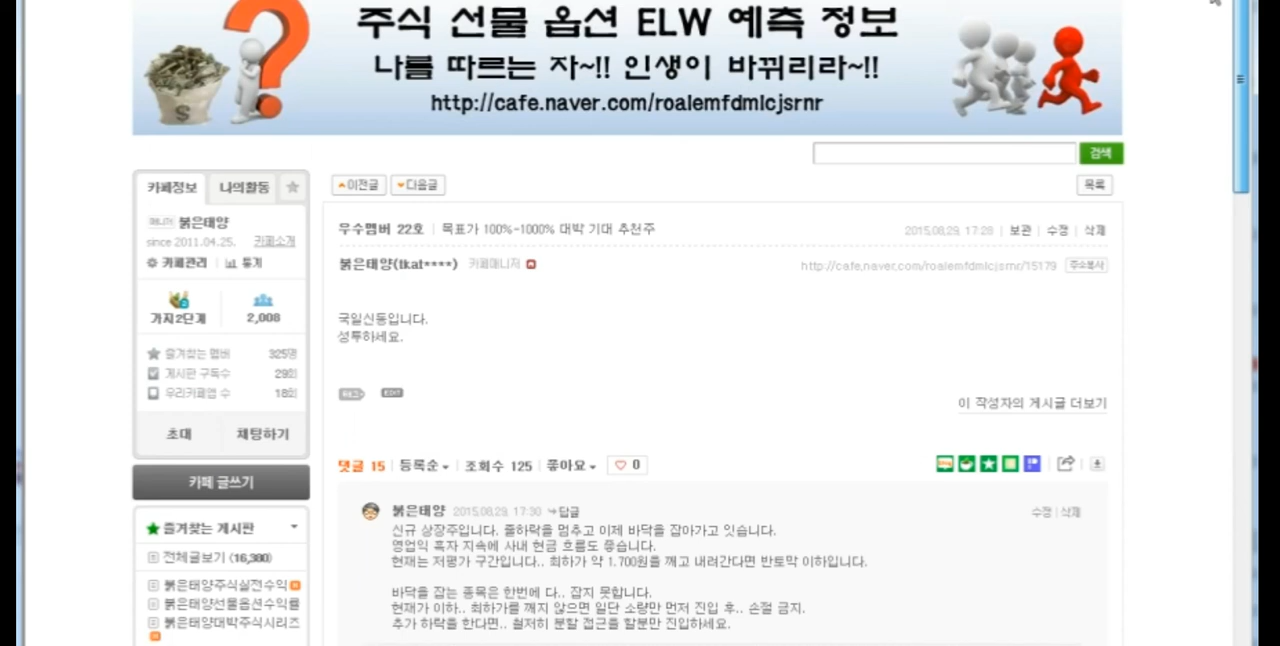 주식 선물 옵션 ELW 예측 정보
나를 따르는 자~!! 인생이 바뀌리라~!!
http://cafe.naver.com/roalemfdmlcjsrnr
검색
카페정보 나의활동
이전글 다음글 목록
붉은태양
since 2011.04.25. 카페소개
카페관리 통계
가지2단계 2,008
즐겨찾는 멤버 325명
게시판 구독수 29회
우리카페앱 수 18회
초대 채팅하기
카페 글쓰기
즐겨찾는 게시판
전체글보기 (16,380)
붉은태양주식실전수익
붉은태양선물옵션수익률
붉은태양대박주식시리즈
우수멤버 22호 | 목표가 100%-1000% 대박 기대 추천주 2015.08.29. 17:28 | 보관 | 수정 | 삭제
붉은태양(tkat****) 카페매니저 http://cafe.naver.com/roalemfdmlcjsrnr/15179 주소복사
국일신동입니다.
성투하세요.
태그 EDIT
이 작성자의 게시글 더보기
댓글 15 | 등록순 | 조회수 125 | 좋아요 0
붉은태양 2015.08.29. 17:30 답글 수정 | 삭제
신규 상장주입니다. 줄하락을 멈추고 이제 바닥을 잡아가고 잇습니다.
영업익 흑자 지속에 사내 현금 흐름도 좋습니다.
현재는 저평가 구간입니다.. 최하가 약 1.700원을 깨고 내려간다면 반토막 이하입니다.
바닥을 잡는 종목은 한번에 다.. 잡지 못합니다.
현재가 이하.. 최하가를 깨지 않으면 일단 소량만 먼저 진입 후.. 손절 금지.
추가 하락을 한다면.. 철저히 분할 접근을 할분만 진입하세요.